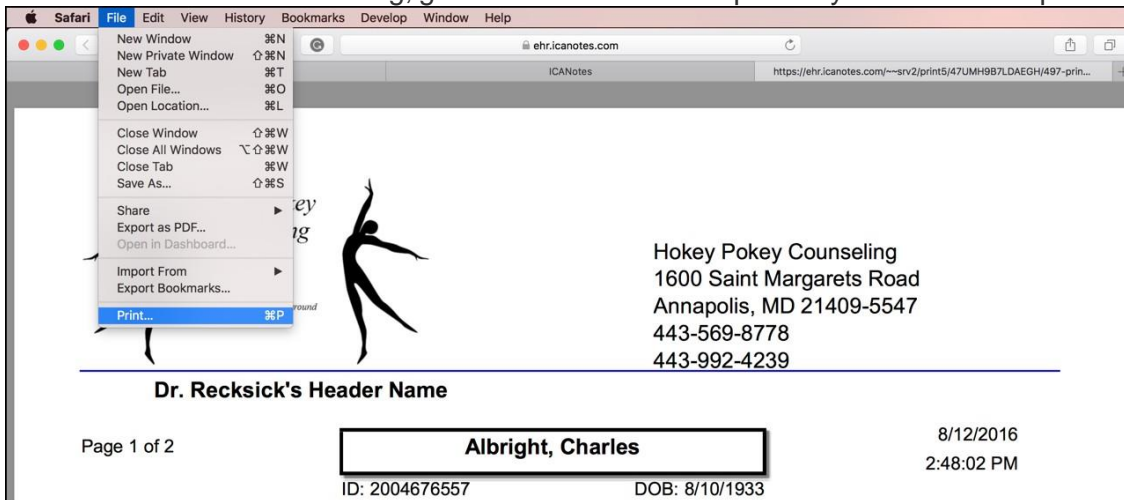 Safari File Edit View History Bookmarks Develop Window Help
New Window ⌘N
New Private Window ⇧⌘N
New Tab ⌘T
Open File... ⌘O
Open Location... ⌘L
Close Window ⇧⌘W
Close All Windows ⌥⇧⌘W
Close Tab ⌘W
Save As... ⇧⌘S
Share
Export as PDF...
Open in Dashboard...
Import From
Export Bookmarks...
Print... ⌘P
ehr.icanotes.com
ICANotes
https://ehr.icanotes.com/~~srv2/print5/47UMH9B7LDAEGH/497-prin...
Hokey Pokey Counseling
1600 Saint Margarets Road
Annapolis, MD 21409-5547
443-569-8778
443-992-4239
Dr. Recksick's Header Name
Page 1 of 2
Albright, Charles
8/12/2016
2:48:02 PM
ID: 2004676557 DOB: 8/10/1933